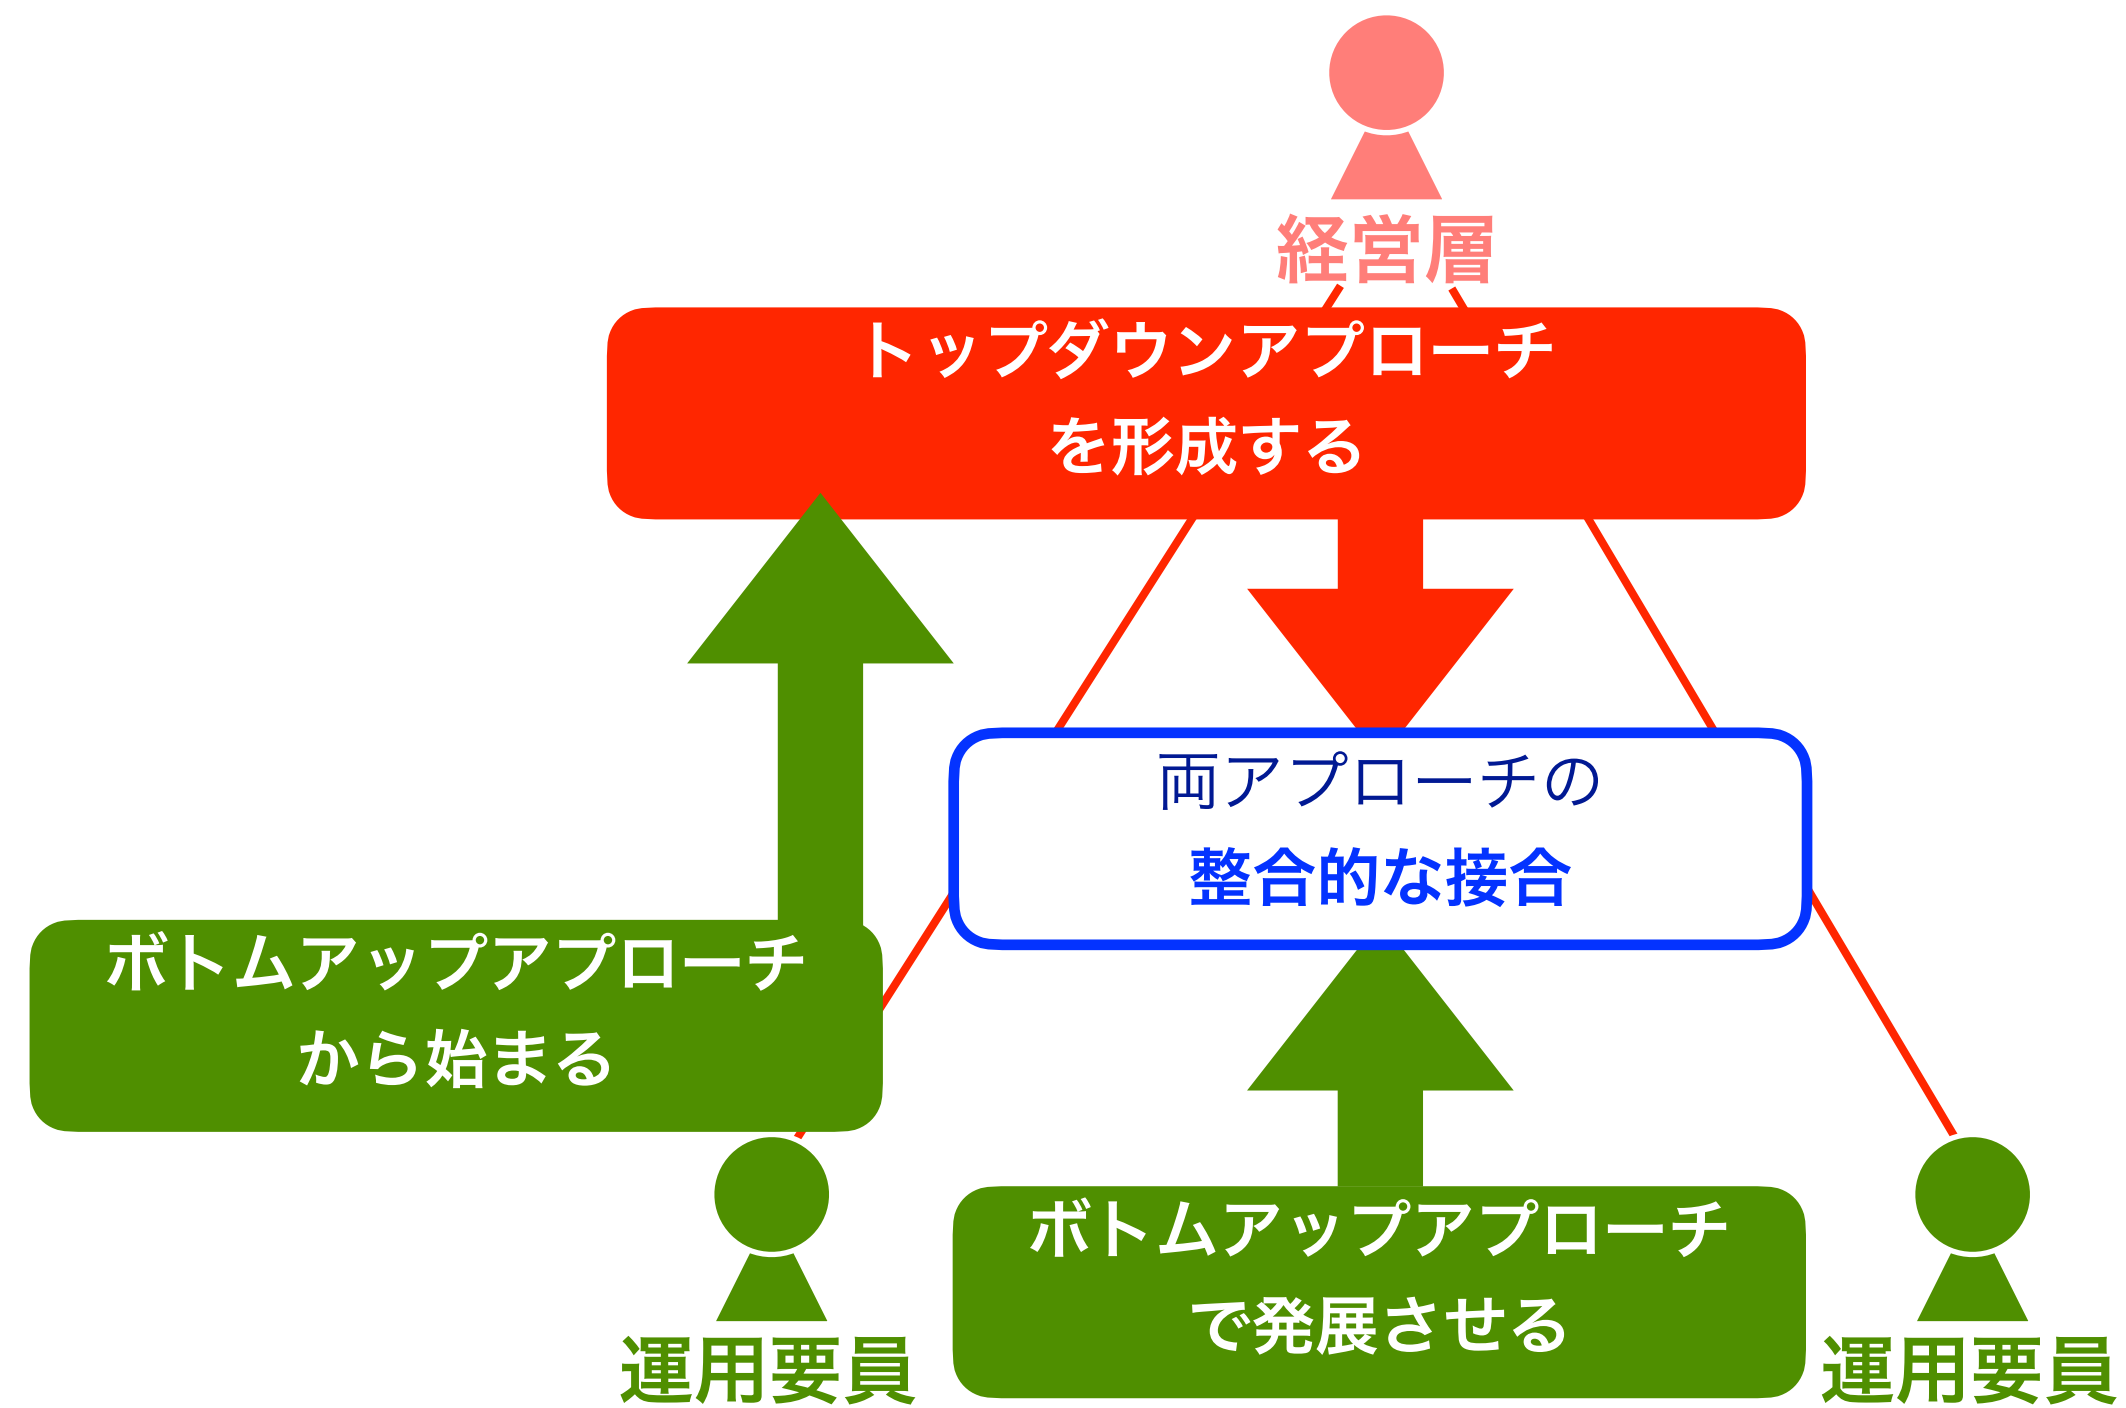 経営層
トップダウンアプローチ
を形成する
両アプローチの
整合的な接合
ボトムアップアプローチ
から始まる
ボトムアップアプローチ
で発展させる
運用要員
運用要員